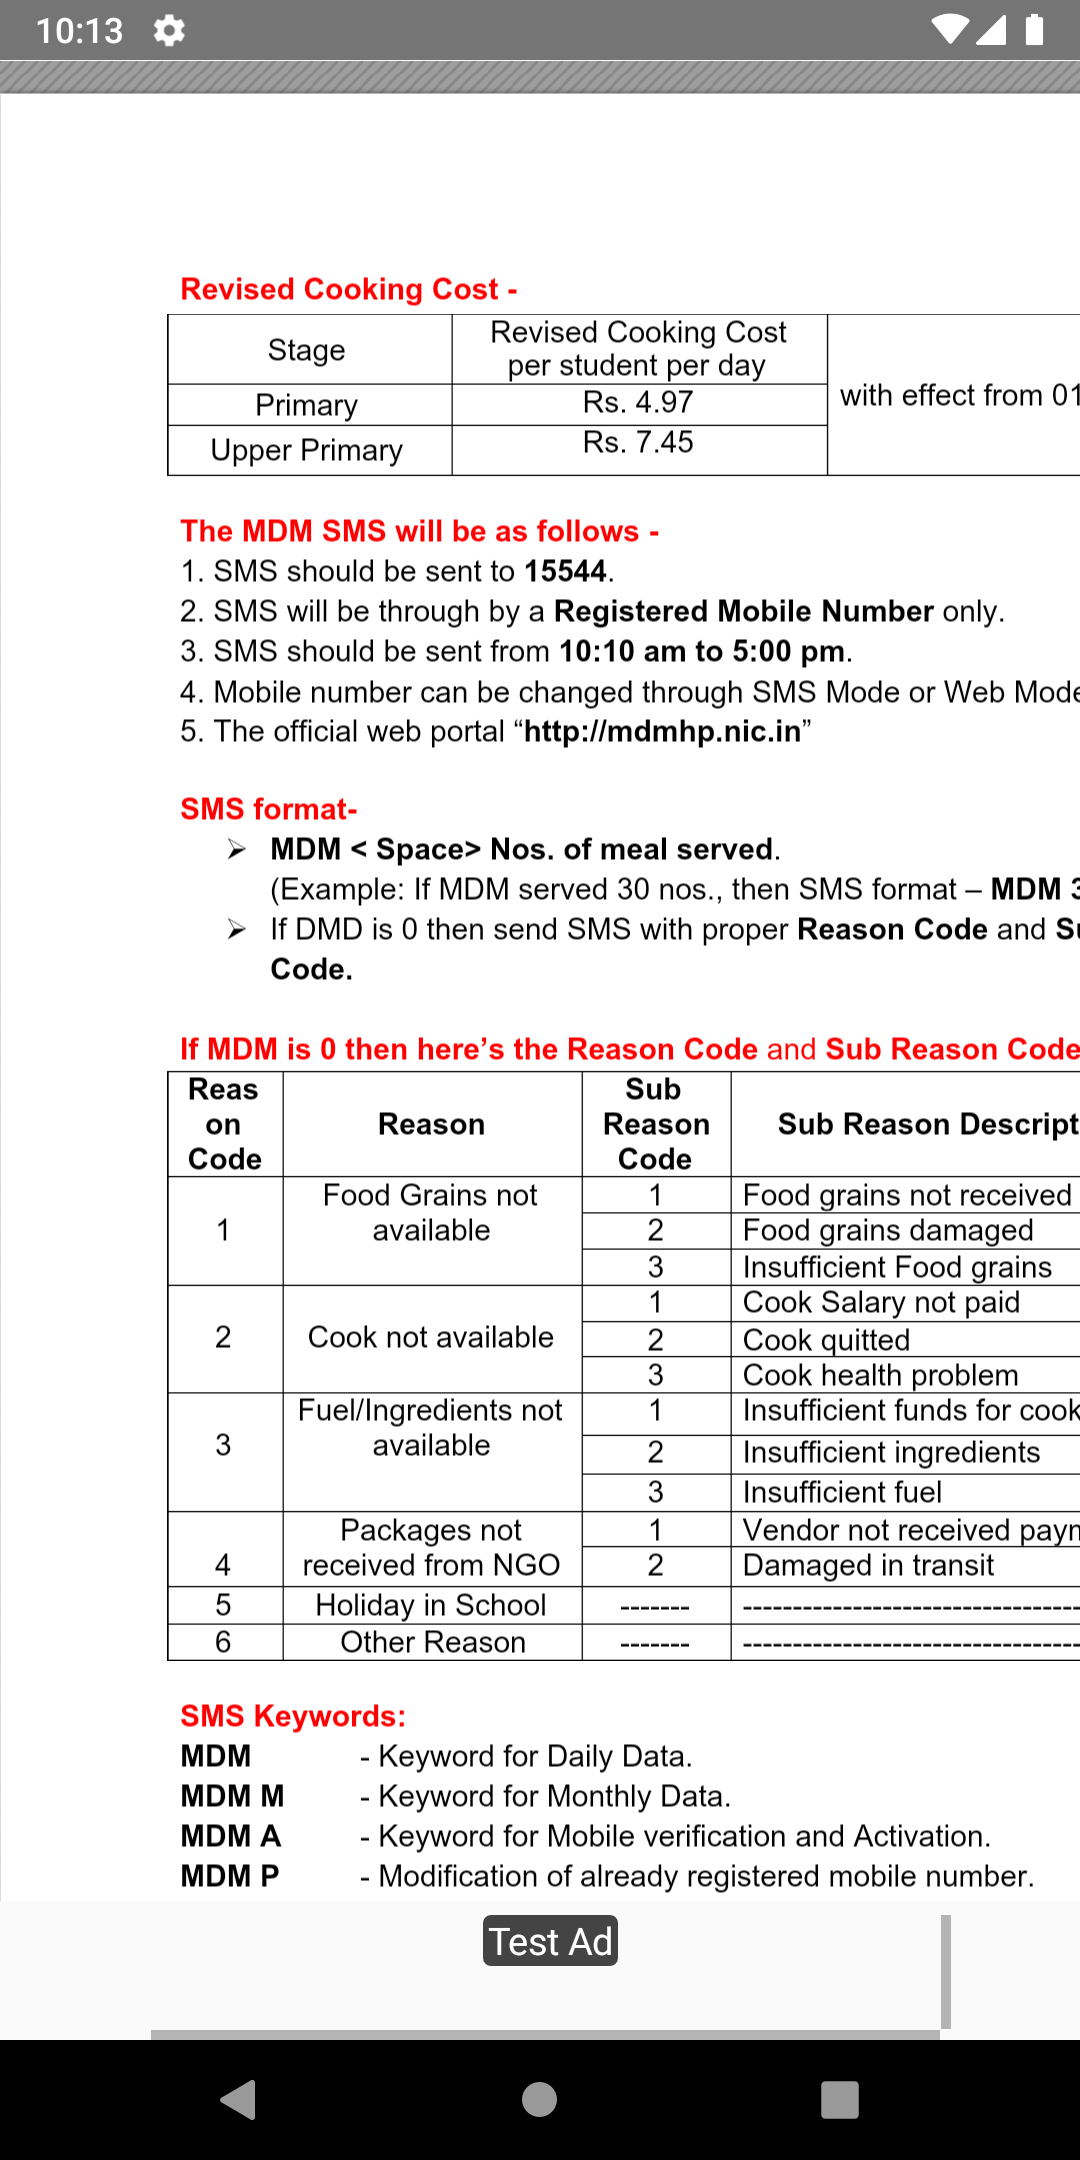 10:13
Revised Cooking Cost -
Stage
Revised Cooking Cost
per student per day
with effect from 01
Primary
Rs. 4.97
Upper Primary
Rs. 7.45
The MDM SMS will be as follows -
1. SMS should be sent to 15544.
2. SMS will be through by a Registered Mobile Number only.
3. SMS should be sent from 10:10 am to 5:00 pm.
4. Mobile number can be changed through SMS Mode or Web Mode
5. The official web portal “http://mdmhp.nic.in”
SMS format-
➢ MDM < Space> Nos. of meal served.
(Example: If MDM served 30 nos., then SMS format – MDM 3
➢ If DMD is 0 then send SMS with proper Reason Code and Su
Code.
If MDM is 0 then here’s the Reason Code and Sub Reason Code
Reas
on
Code
Reason
Sub
Reason
Code
Sub Reason Descript
1
Food Grains not
available
1 Food grains not received
2 Food grains damaged
3 Insufficient Food grains
2
Cook not available
1 Cook Salary not paid
2 Cook quitted
3 Cook health problem
3
Fuel/Ingredients not
available
1 Insufficient funds for cook
2 Insufficient ingredients
3 Insufficient fuel
4
Packages not
received from NGO
1 Vendor not received paym
2 Damaged in transit
5 Holiday in School ------- ----------------------------------
6 Other Reason ------- ----------------------------------
SMS Keywords:
MDM - Keyword for Daily Data.
MDM M - Keyword for Monthly Data.
MDM A - Keyword for Mobile verification and Activation.
MDM P - Modification of already registered mobile number.
Test Ad